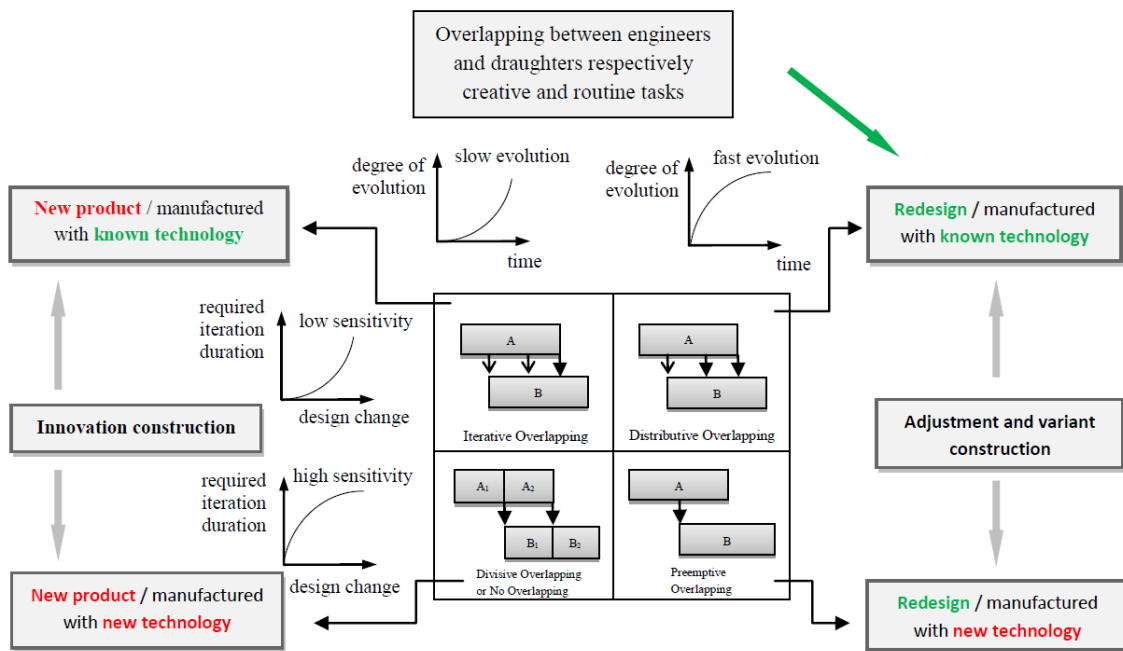 Overlapping between engineers
and draughters respectively
creative and routine tasks
degree of
evolution
slow evolution
time
degree of
evolution
fast evolution
time
New product / manufactured
with known technology
Redesign / manufactured
with known technology
required
iteration
duration
low sensitivity
design change
A
B
Iterative Overlapping
A
B
Distributive Overlapping
Innovation construction
Adjustment and variant
construction
required
iteration
duration
high sensitivity
design change
A₁ A₂
B₁ B₂
Divisive Overlapping
or No Overlapping
A
B
Preemptive
Overlapping
New product / manufactured
with new technology
Redesign / manufactured
with new technology